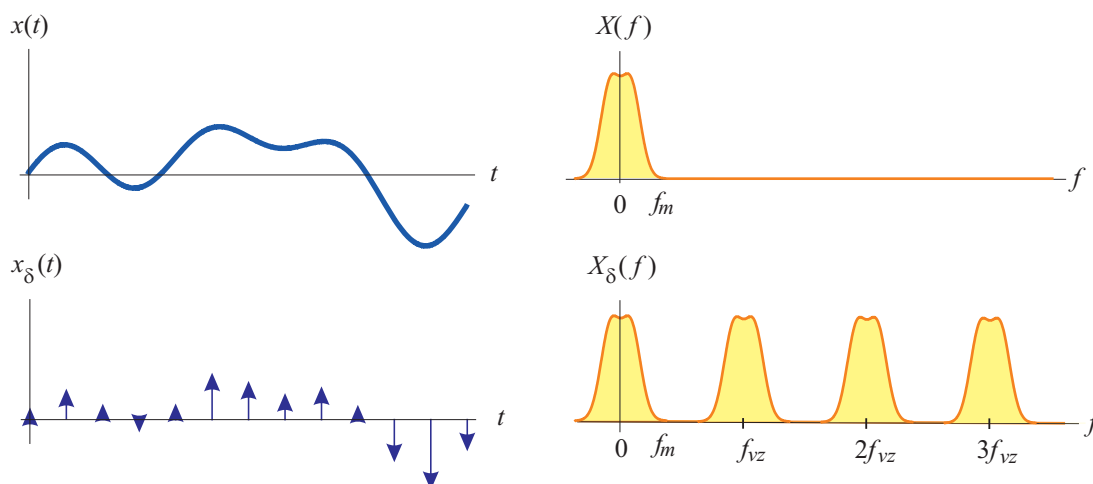 x(t)
t
X(f)
0 f_m
f
x_δ(t)
t
X_δ(f)
0 f_m f_vz 2f_vz 3f_vz
f